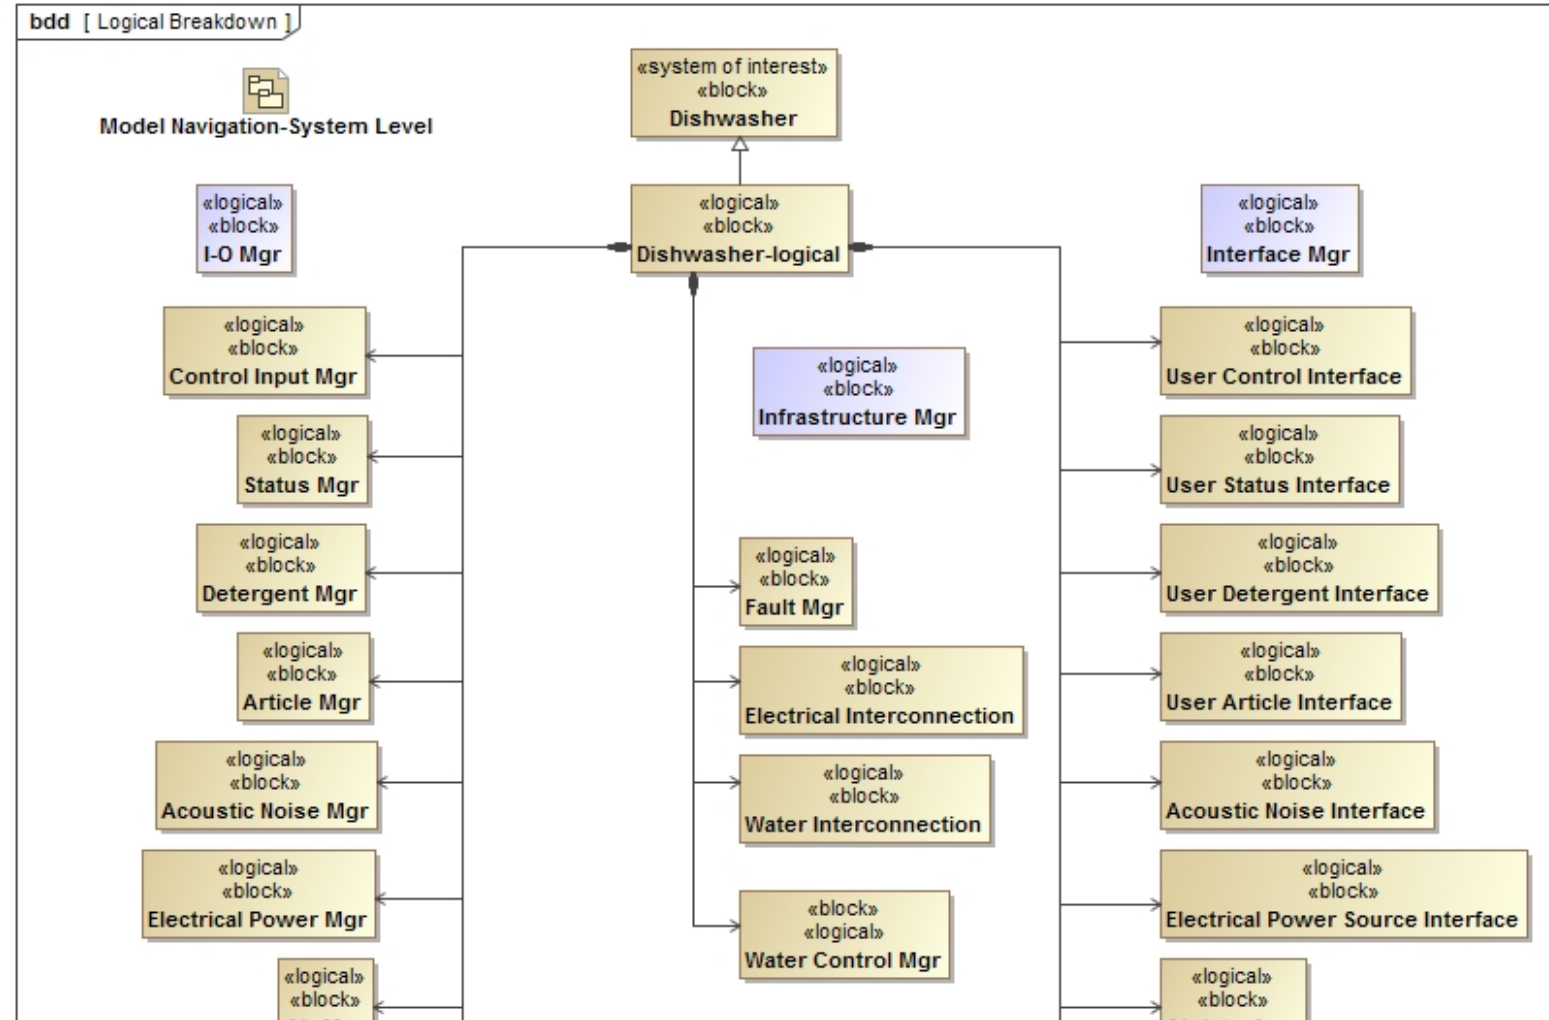 bdd [ Logical Breakdown ]
Model Navigation-System Level
«system of interest»
«block»
Dishwasher
«logical»
«block»
Dishwasher-logical
«logical»
«block»
I-O Mgr
«logical»
«block»
Control Input Mgr
«logical»
«block»
Status Mgr
«logical»
«block»
Detergent Mgr
«logical»
«block»
Article Mgr
«logical»
«block»
Acoustic Noise Mgr
«logical»
«block»
Electrical Power Mgr
«logical»
«block»
«logical»
«block»
Infrastructure Mgr
«logical»
«block»
Fault Mgr
«logical»
«block»
Electrical Interconnection
«logical»
«block»
Water Interconnection
«block»
«logical»
Water Control Mgr
«logical»
«block»
Interface Mgr
«logical»
«block»
User Control Interface
«logical»
«block»
User Status Interface
«logical»
«block»
User Detergent Interface
«logical»
«block»
User Article Interface
«logical»
«block»
Acoustic Noise Interface
«logical»
«block»
Electrical Power Source Interface
«logical»
«block»